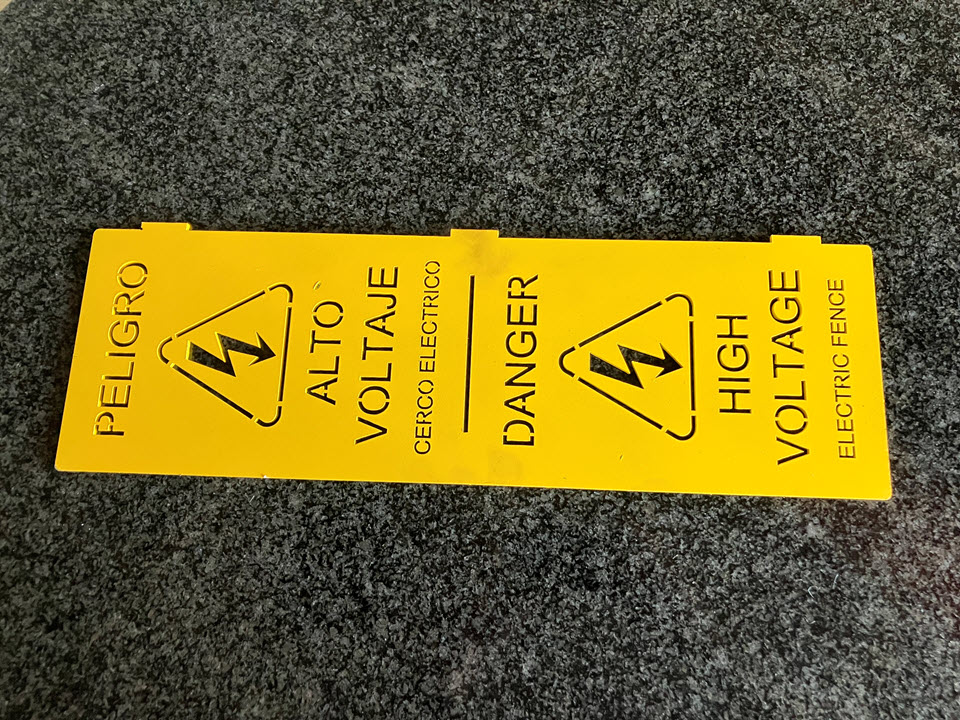 PELIGRO
ALTO
VOLTAJE
CERCO ELECTRICO
DANGER
HIGH
VOLTAGE
ELECTRIC FENCE